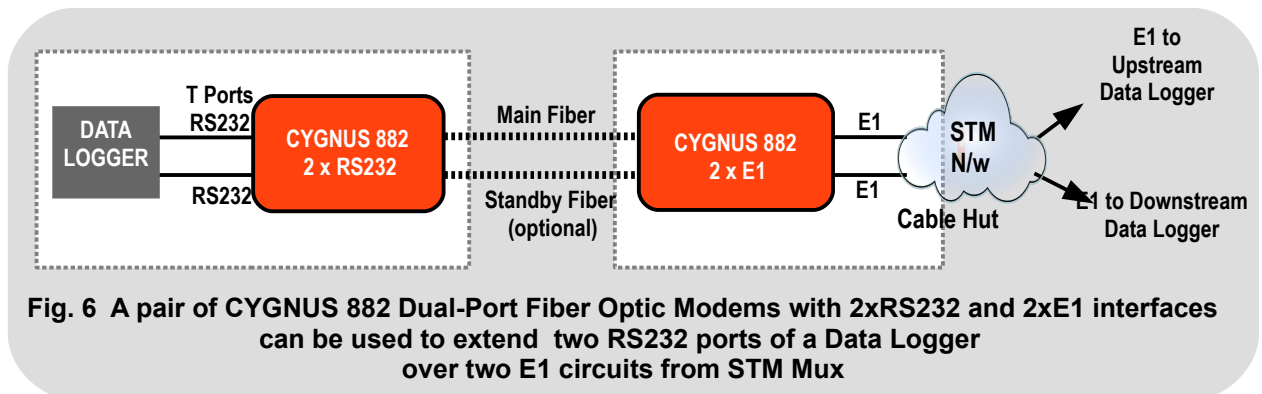 DATA
LOGGER
T Ports
RS232
RS232
CYGNUS 882
2 x RS232
Main Fiber
Standby Fiber
(optional)
CYGNUS 882
2 x E1
E1
E1
STM
N/w
Cable Hut
E1 to
Upstream
Data Logger
E1 to Downstream
Data Logger
Fig. 6 A pair of CYGNUS 882 Dual-Port Fiber Optic Modems with 2xRS232 and 2xE1 interfaces
can be used to extend two RS232 ports of a Data Logger
over two E1 circuits from STM Mux